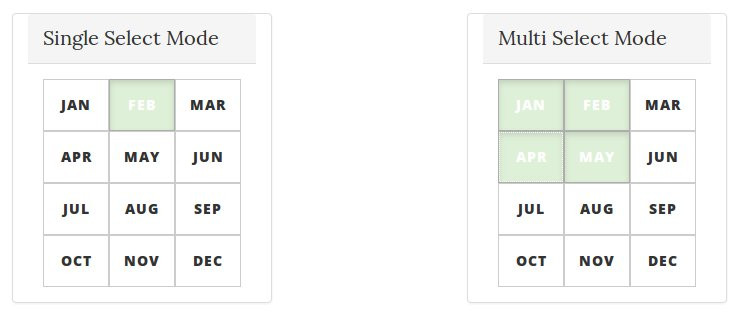 Single Select Mode
JAN FEB MAR
APR MAY JUN
JUL AUG SEP
OCT NOV DEC
Multi Select Mode
JAN FEB MAR
APR MAY JUN
JUL AUG SEP
OCT NOV DEC